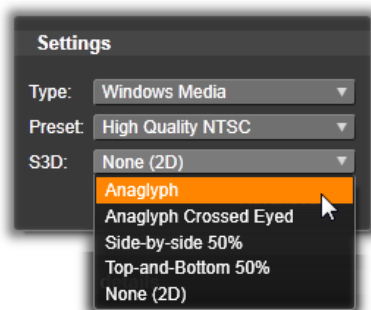 Settings
Type: Windows Media
Preset: High Quality NTSC
S3D: None (2D)
Anaglyph
Anaglyph Crossed Eyed
Side-by-side 50%
Top-and-Bottom 50%
None (2D)